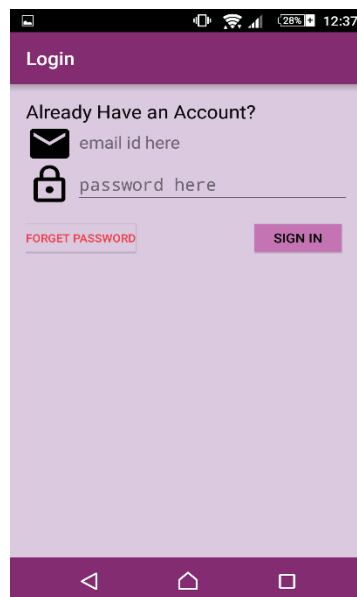 28% 12:37
Login
Already Have an Account?
email id here
password here
FORGET PASSWORD SIGN IN